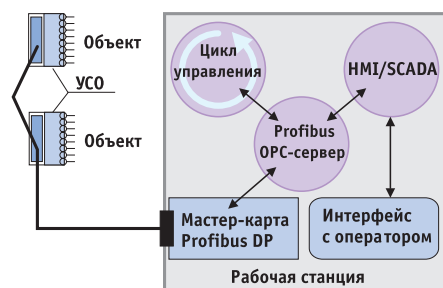 Объект
УСО
Объект
Цикл
управления
HMI/SCADA
Profibus
OPC-сервер
Мастер-карта
Profibus DP
Интерфейс
с оператором
Рабочая станция